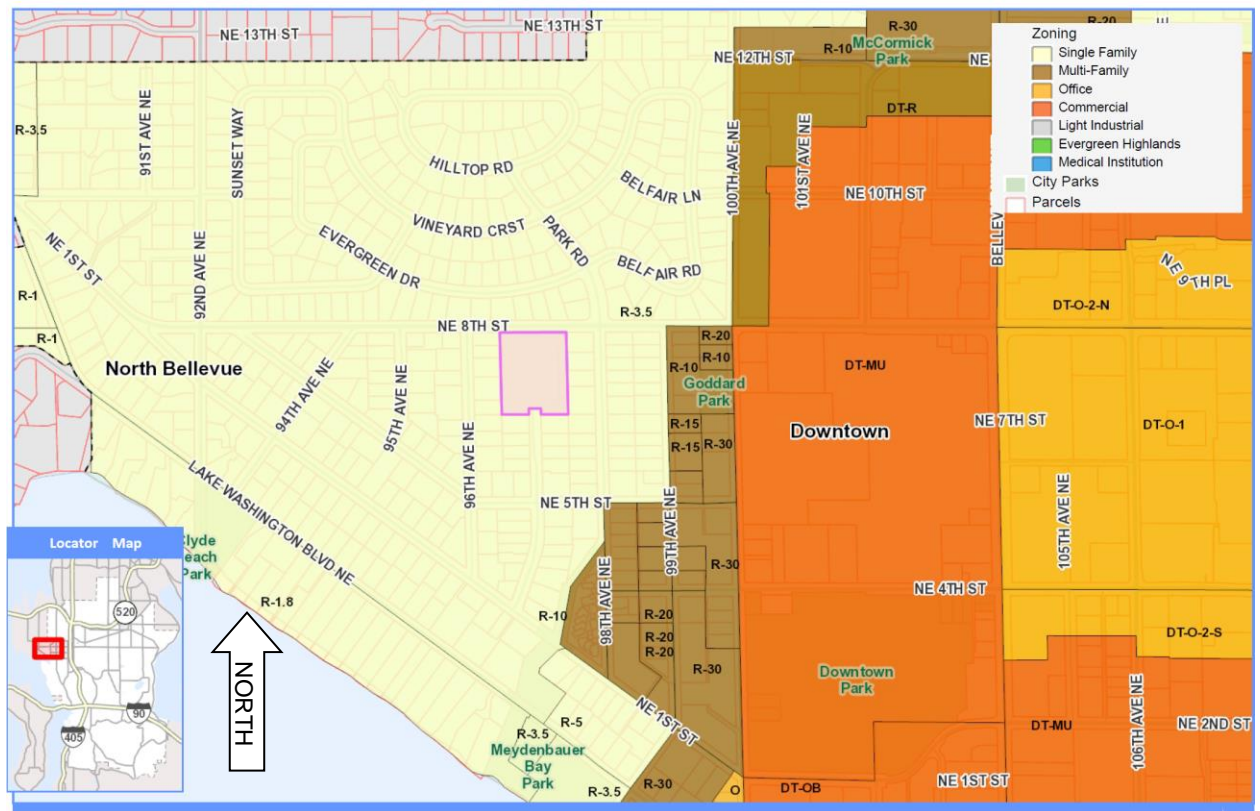 NE 13TH ST
NE 13TH ST
R-30
R-10
McCormick
Park
R-20
E
NE 12TH ST
NE
DT-R
Zoning
Single Family
Multi-Family
Office
Commercial
Light Industrial
Evergreen Highlands
Medical Institution
City Parks
Parcels
R-3.5
91ST AVE NE
SUNSET WAY
HILLTOP RD
BELFAIR LN
100TH AVE NE
101ST AVE NE
NE 10TH ST
BELLEV
VINEYARD CRST
PARK RD
EVERGREEN DR
BELFAIR RD
NE 1ST ST
92ND AVE NE
NE 9TH PL
R-1
R-1
DT-O-2-N
R-3.5
NE 8TH ST
R-20
R-10
R-10
North Bellevue
Goddard
Park
DT-MU
94TH AVE NE
95TH AVE NE
96TH AVE NE
R-15
R-15
R-30
Downtown
NE 7TH ST
DT-O-1
LAKE WASHINGTON BLVD NE
NE 5TH ST
99TH AVE NE
105TH AVE NE
Locator Map
Clyde
Beach
Park
R-30
NE 4TH ST
520
R-1.8
R-10
98TH AVE NE
R-20
R-20
R-20
DT-O-2-S
NORTH
R-30
Downtown
Park
106TH AVE NE
90
405
NE 1ST ST
R-5
R-3.5
DT-MU
NE 2ND ST
Meydenbauer
Bay
Park
R-3.5
R-30
O
DT-OB
NE 1ST ST